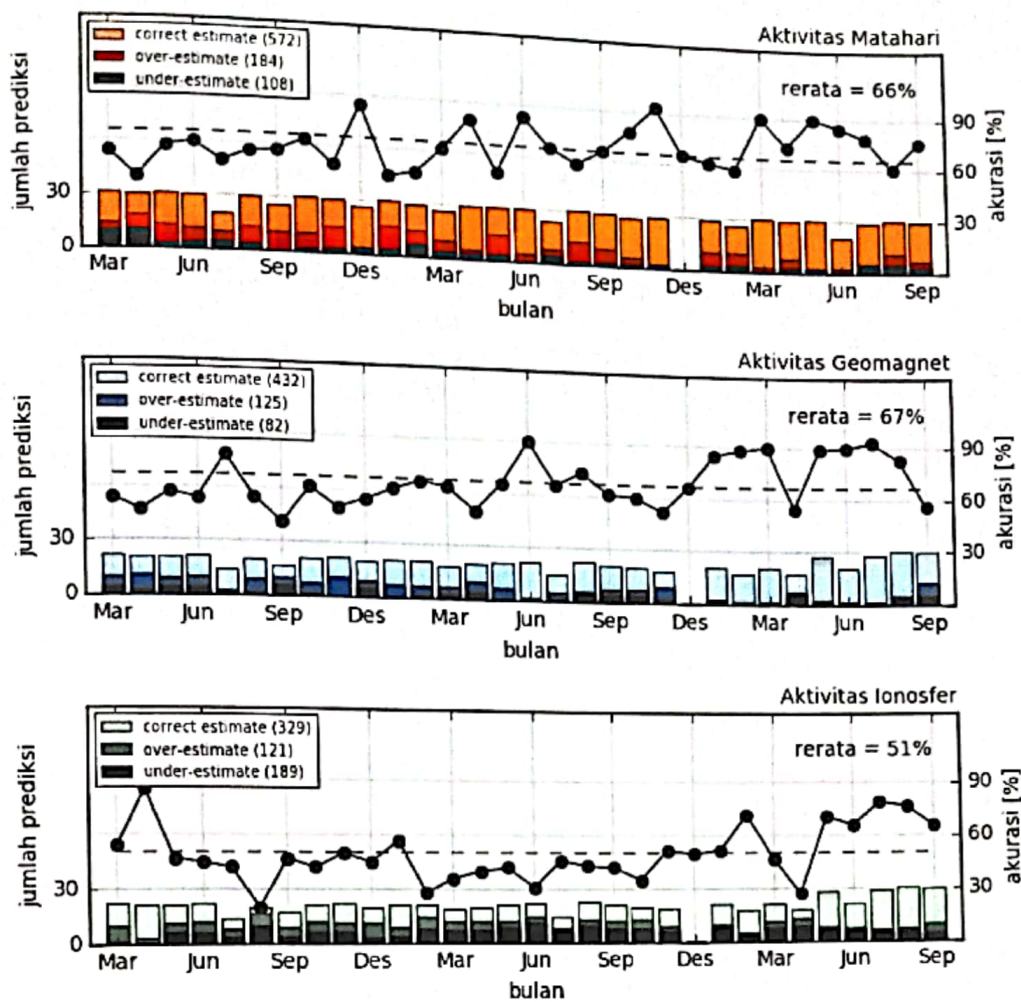 Aktivitas Matahari
correct estimate (572)
over-estimate (184)
under-estimate (108)
rerata = 66%
jumlah prediksi
30
0
90
60
30
akurasi [%]
Mar Jun Sep Des Mar Jun Sep Des Mar Jun Sep
bulan
Aktivitas Geomagnet
correct estimate (432)
over-estimate (125)
under-estimate (82)
rerata = 67%
jumlah prediksi
30
0
90
60
30
akurasi [%]
Mar Jun Sep Des Mar Jun Sep Des Mar Jun Sep
bulan
Aktivitas Ionosfer
correct estimate (329)
over-estimate (121)
under-estimate (189)
rerata = 51%
jumlah prediksi
30
0
90
60
30
akurasi [%]
Mar Jun Sep Des Mar Jun Sep Des Mar Jun Sep
bulan